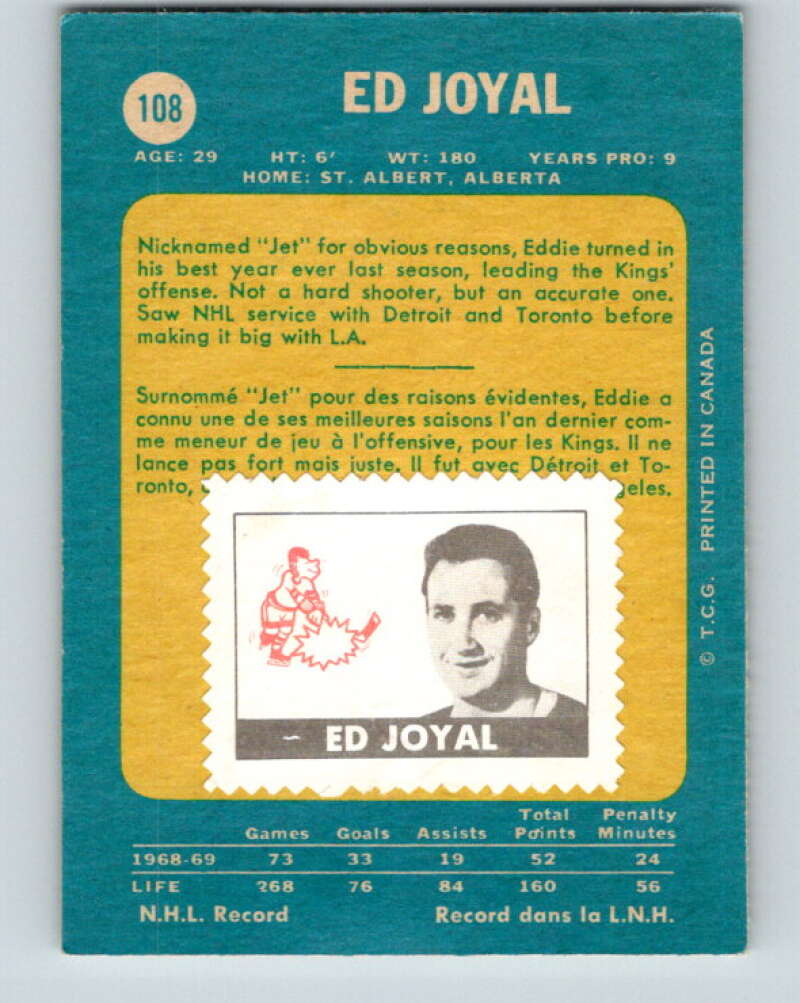 108
ED JOYAL
AGE: 29 HT: 6' WT: 180 YEARS PRO: 9
HOME: ST. ALBERT, ALBERTA
Nicknamed "Jet" for obvious reasons, Eddie turned in
his best year ever last season, leading the Kings'
offense. Not a hard shooter, but an accurate one.
Saw NHL service with Detroit and Toronto before
making it big with L.A.
Surnommé "Jet" pour des raisons évidentes, Eddie a
connu une de ses meilleures saisons l'an dernier com-
me meneur de jeu à l'offensive, pour les Kings. Il ne
lance pas fort mais juste. Il fut avec Détroit et To-
ronto, geles.
ED JOYAL
© T.C.G. PRINTED IN CANADA
Total Penalty
Games Goals Assists Points Minutes
1968-69 73 33 19 52 24
LIFE 268 76 84 160 56
N.H.L. Record Record dans la L.N.H.